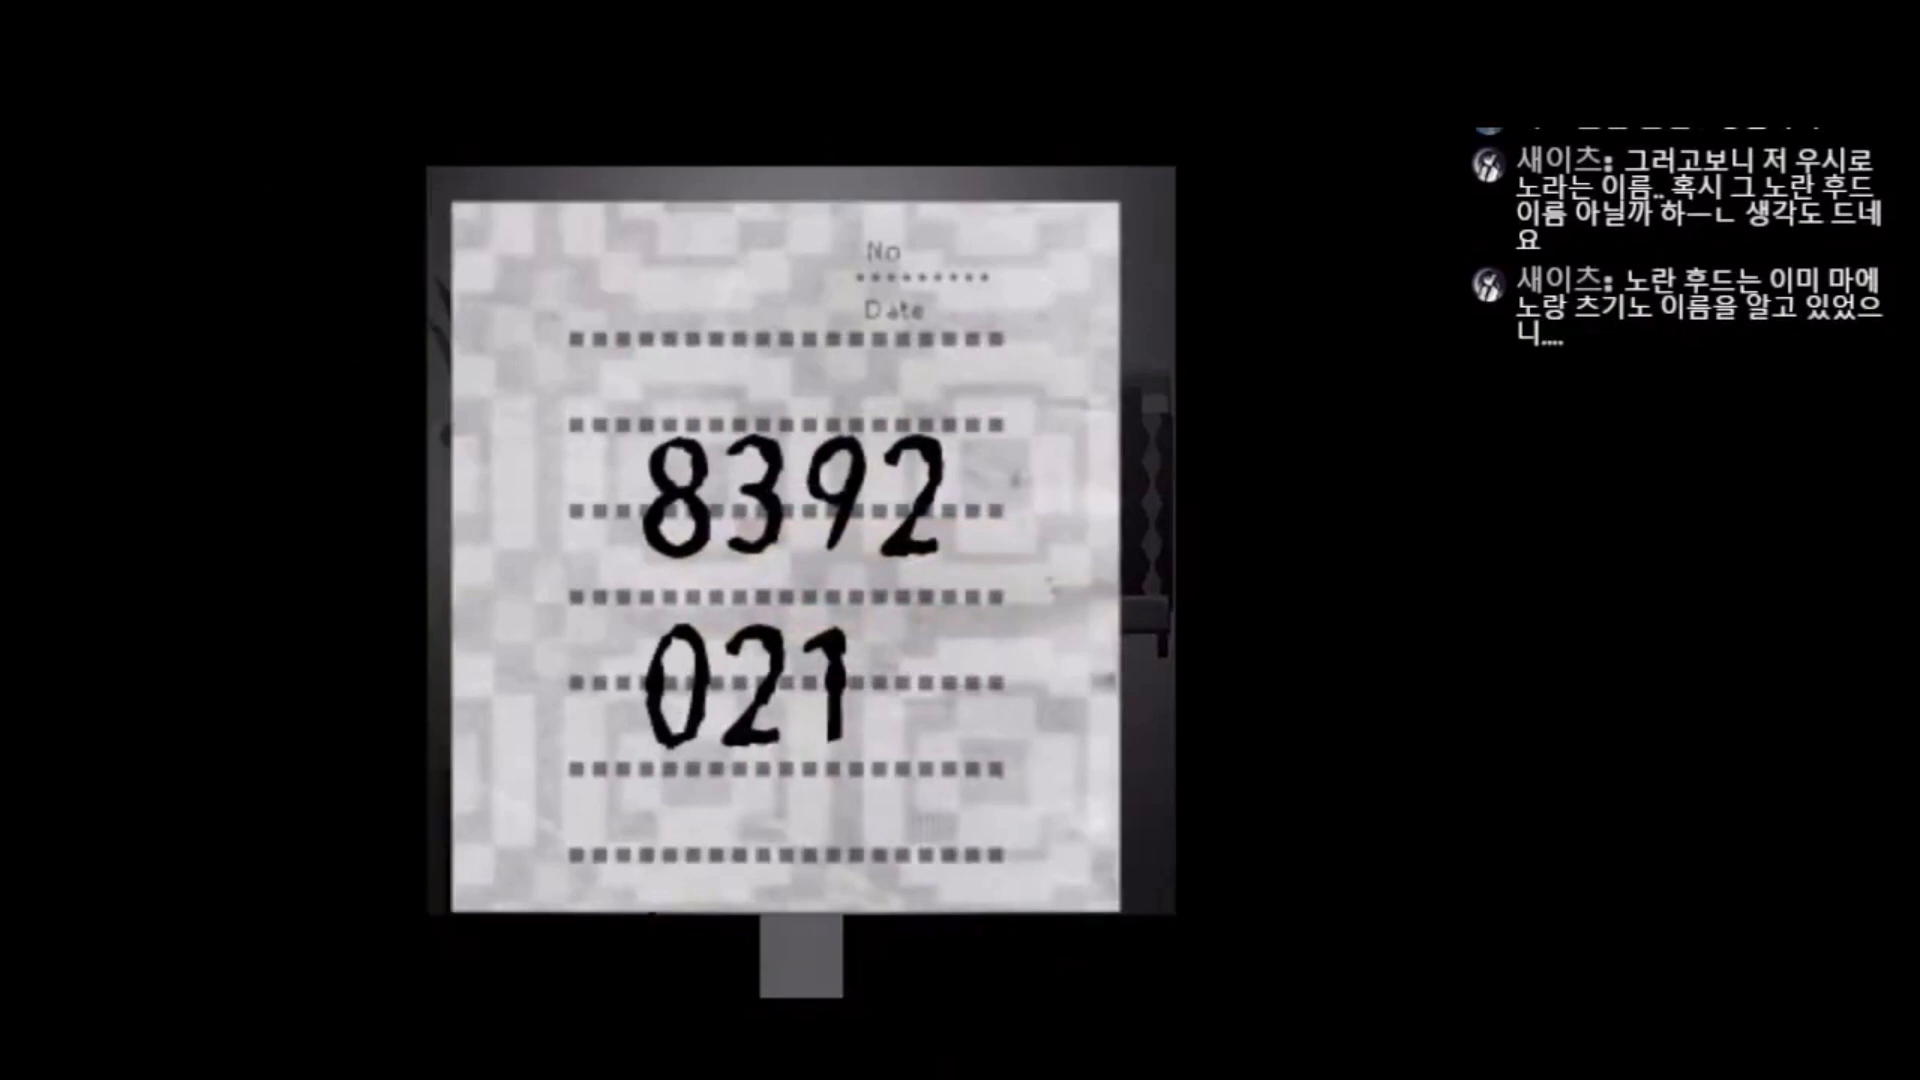 No
Date
8392
021
새이츠: 그러고보니 저 우시로
노라는 이름.. 혹시 그 노란 후드
이름 아닐까 하ㅡㄴ 생각도 드네
요
새이츠: 노란 후드는 이미 마에
노랑 츠기노 이름을 알고 있었으
니....